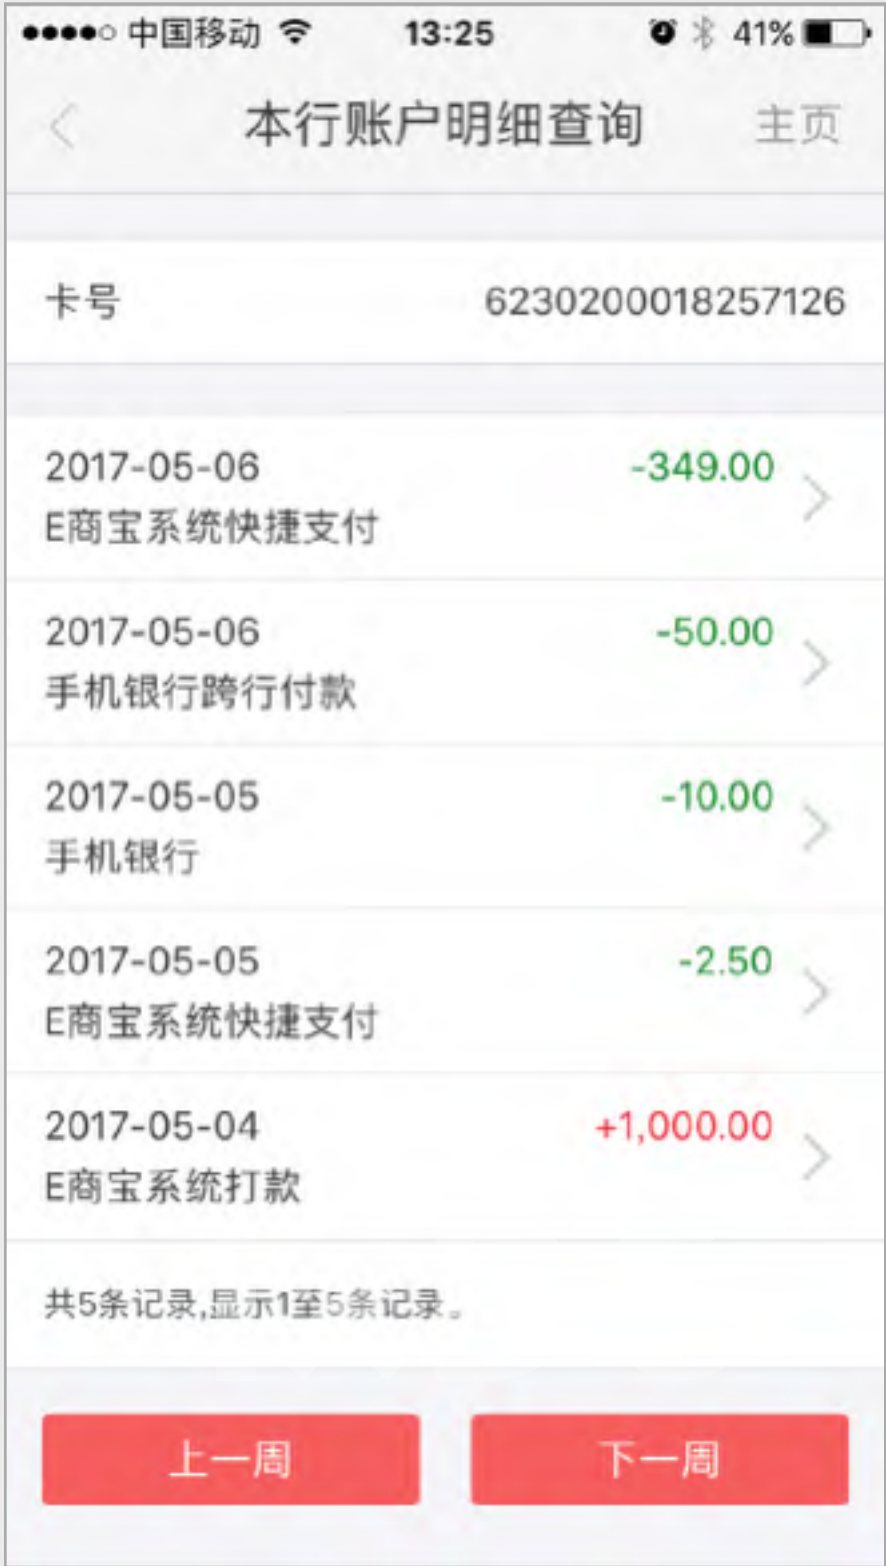 中国移动 13:25 41%
本行账户明细查询 主页
卡号 6230200018257126
2017-05-06 -349.00
E商宝系统快捷支付
2017-05-06 -50.00
手机银行跨行付款
2017-05-05 -10.00
手机银行
2017-05-05 -2.50
E商宝系统快捷支付
2017-05-04 +1,000.00
E商宝系统打款
共5条记录,显示1至5条记录。
上一周 下一周